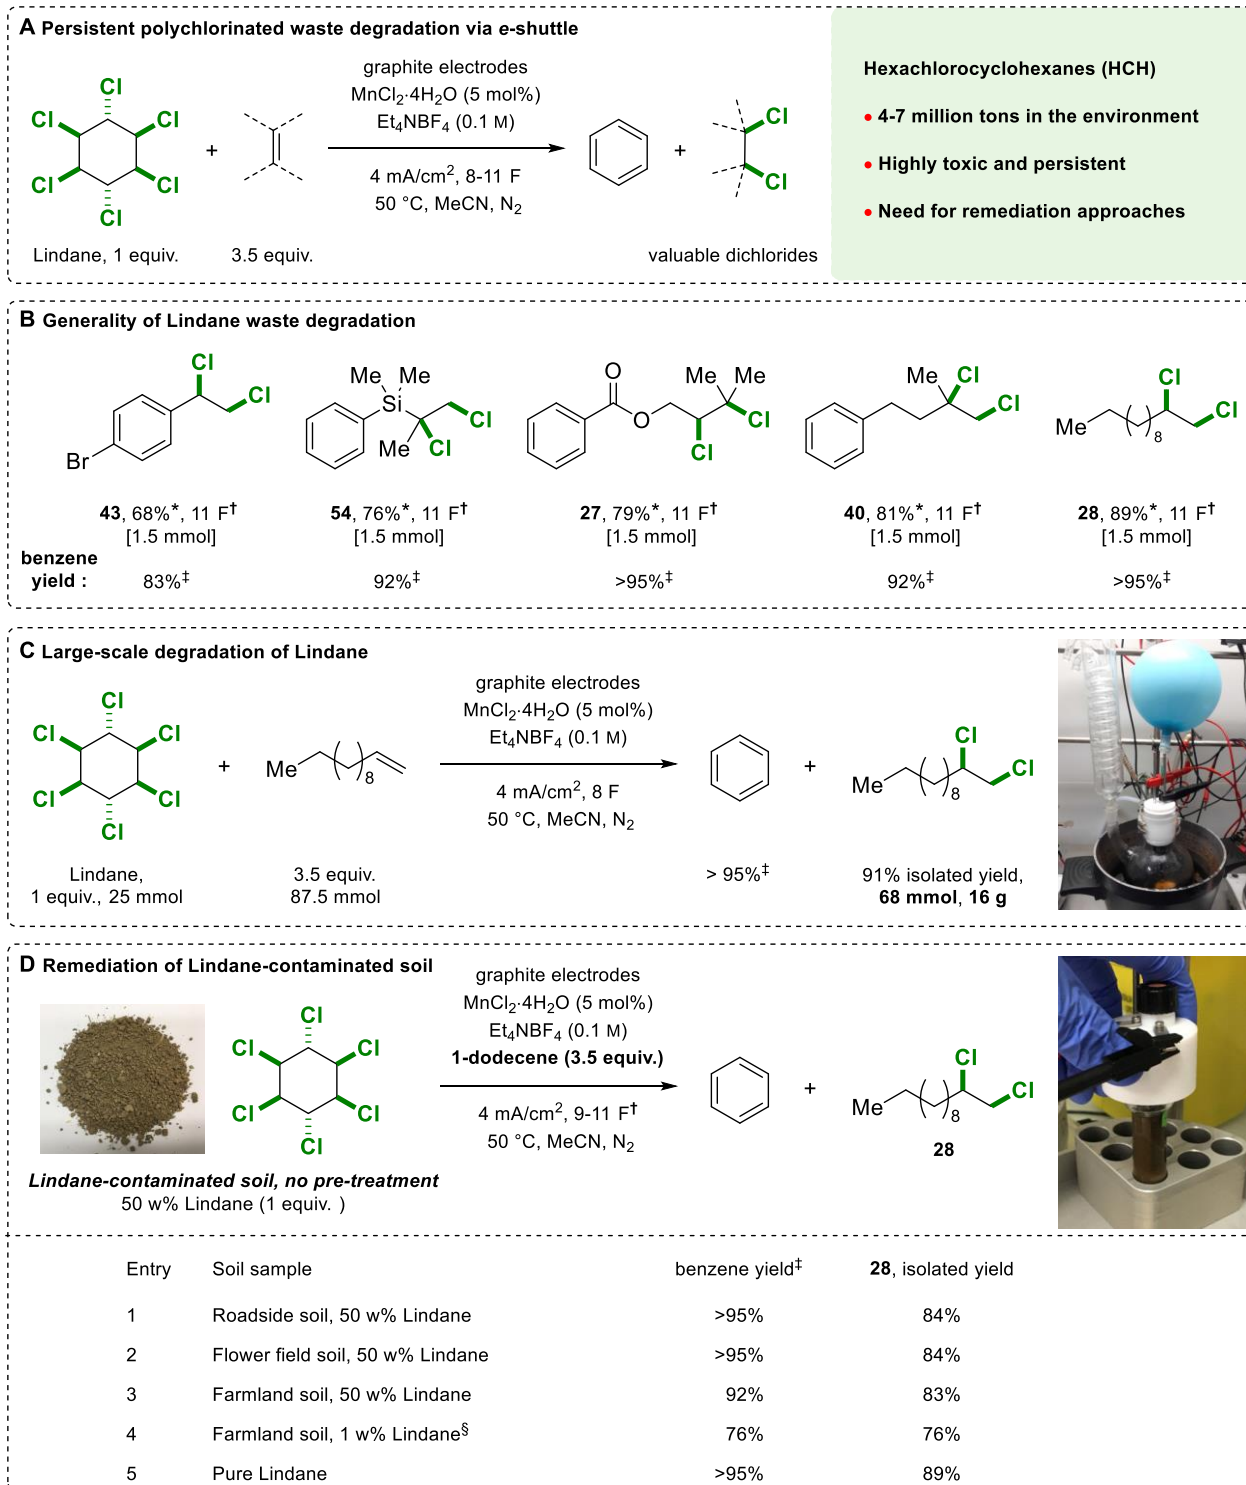 A Persistent polychlorinated waste degradation via e-shuttle
Cl
Cl
Cl
Cl
Cl
Cl
+
graphite electrodes
MnCl₂·4H₂O (5 mol%)
Et₄NBF₄ (0.1 M)
4 mA/cm², 8-11 F
50 °C, MeCN, N₂
+
Cl
Cl
Lindane, 1 equiv.
3.5 equiv.
valuable dichlorides
Hexachlorocyclohexanes (HCH)
• 4-7 million tons in the environment
• Highly toxic and persistent
• Need for remediation approaches
B Generality of Lindane waste degradation
Cl
Cl
Br
Me Me
Si
Cl
Me
Cl
O
O
Me
Me
Cl
Cl
Me
Cl
Cl
Me
8
Cl
Cl
43, 68%*, 11 F†
[1.5 mmol]
54, 76%*, 11 F†
[1.5 mmol]
27, 79%*, 11 F†
[1.5 mmol]
40, 81%*, 11 F†
[1.5 mmol]
28, 89%*, 11 F†
[1.5 mmol]
benzene
yield :
83%‡
92%‡
>95%‡
92%‡
>95%‡
C Large-scale degradation of Lindane
Cl
Cl
Cl
Cl
Cl
Cl
+
Me
8
graphite electrodes
MnCl₂·4H₂O (5 mol%)
Et₄NBF₄ (0.1 M)
4 mA/cm², 8 F
50 °C, MeCN, N₂
+
Me
8
Cl
Cl
Lindane,
1 equiv., 25 mmol
3.5 equiv.
87.5 mmol
> 95%‡
91% isolated yield,
68 mmol, 16 g
D Remediation of Lindane-contaminated soil
Cl
Cl
Cl
Cl
Cl
Cl
graphite electrodes
MnCl₂·4H₂O (5 mol%)
Et₄NBF₄ (0.1 M)
1-dodecene (3.5 equiv.)
4 mA/cm², 9-11 F†
50 °C, MeCN, N₂
+
Me
8
Cl
Cl
28
Lindane-contaminated soil, no pre-treatment
50 w% Lindane (1 equiv. )
Entry Soil sample benzene yield‡ 28, isolated yield
1 Roadside soil, 50 w% Lindane >95% 84%
2 Flower field soil, 50 w% Lindane >95% 84%
3 Farmland soil, 50 w% Lindane 92% 83%
4 Farmland soil, 1 w% Lindane§ 76% 76%
5 Pure Lindane >95% 89%